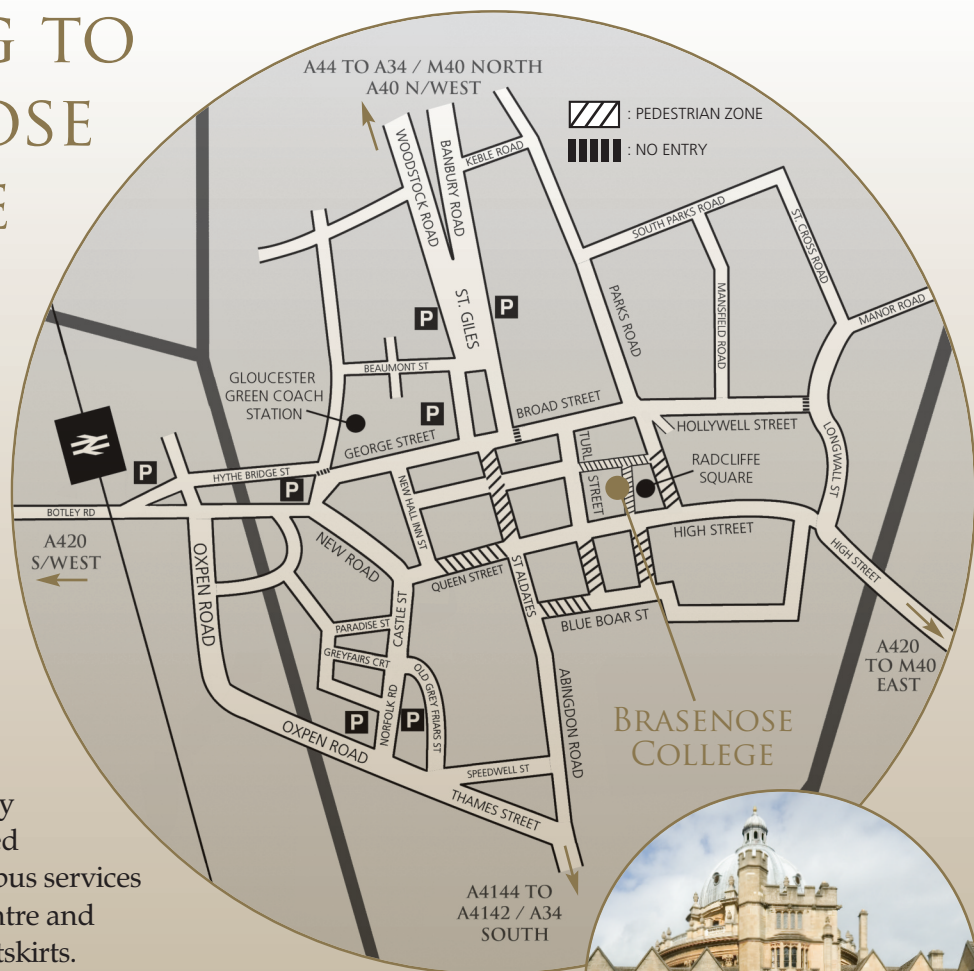 G TO
OSE
E
A44 TO A34 / M40 NORTH
A40 N/WEST
: PEDESTRIAN ZONE
: NO ENTRY
WOODSTOCK ROAD
BANBURY ROAD
KEBLE ROAD
SOUTH PARKS ROAD
ST. CROSS ROAD
MANSFIELD ROAD
MANOR ROAD
PARKS ROAD
ST. GILES
P
P
BEAUMONT ST
GLOUCESTER
GREEN COACH
STATION
P
BROAD STREET
GEORGE STREET
HOLLYWELL STREET
LONGWALL ST
TURL
STREET
RADCLIFFE
SQUARE
P
HYTHE BRIDGE ST
P
NEW HALL INN ST
BOTLEY RD
A420
S/WEST
HIGH STREET
HIGH STREET
NEW ROAD
OXPEN ROAD
QUEEN STREET
ST ALDATES
CASTLE ST
BLUE BOAR ST
PARADISE ST
GREYFAIRS CRT
OLD GREY FRIARS ST
NORFOLK RD
A420
TO M40
EAST
ABINGDON ROAD
P
P
BRASENOSE
COLLEGE
OXPEN ROAD
SPEEDWELL ST
THAMES STREET
A4144 TO
A4142 / A34
SOUTH
y
ed
bus services
ntre and
tskirts.